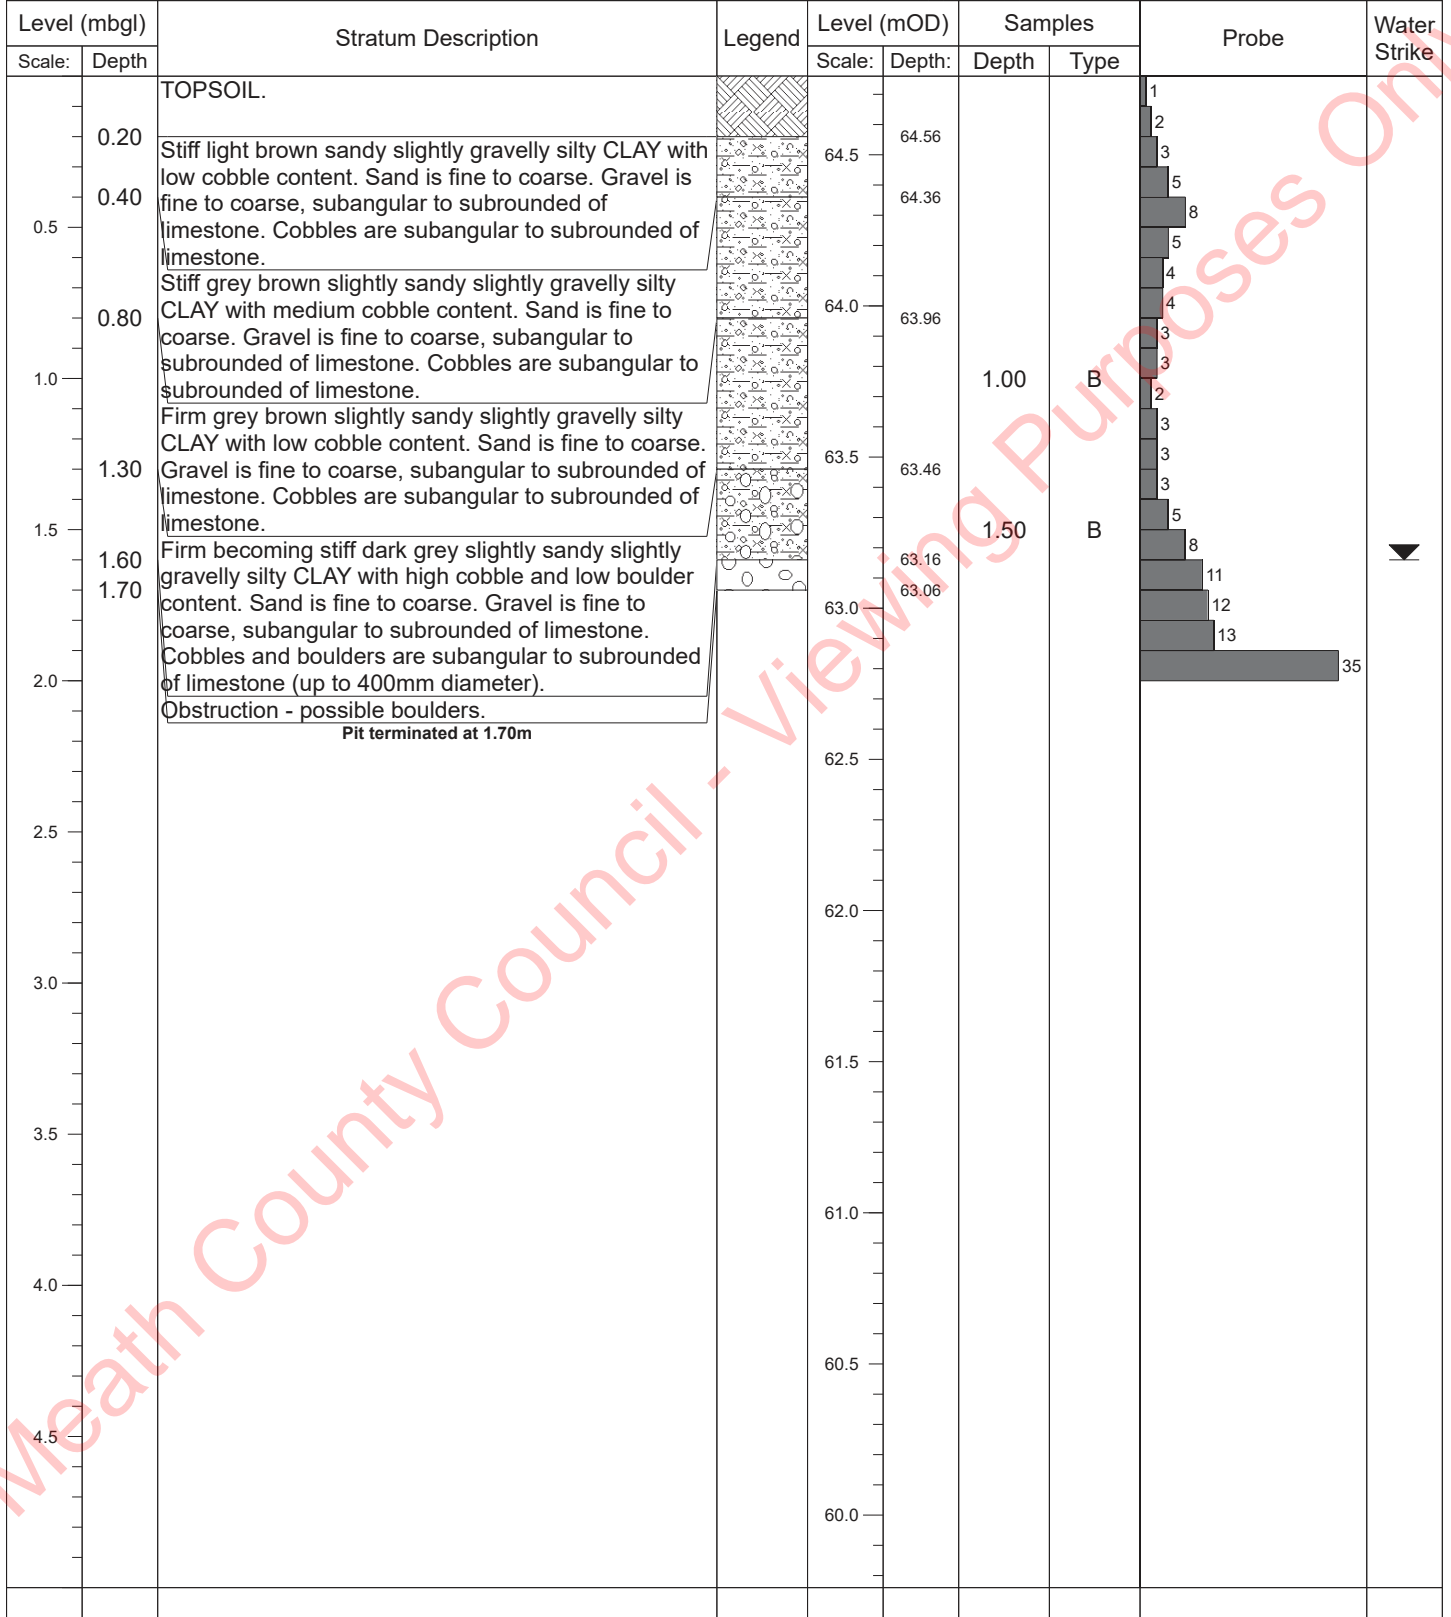 Level (mbgl)
Stratum Description
Legend
Level (mOD)
Samples
Probe
Water
Strike
Scale:
Depth
Scale:
Depth:
Depth
Type
TOPSOIL.
0.20
Stiff light brown sandy slightly gravelly silty CLAY with
low cobble content. Sand is fine to coarse. Gravel is
fine to coarse, subangular to subrounded of
limestone. Cobbles are subangular to subrounded of
limestone.
0.40
0.5
Stiff grey brown slightly sandy slightly gravelly silty
CLAY with medium cobble content. Sand is fine to
coarse. Gravel is fine to coarse, subangular to
subrounded of limestone. Cobbles are subangular to
subrounded of limestone.
0.80
1.0
Firm grey brown slightly sandy slightly gravelly silty
CLAY with low cobble content. Sand is fine to coarse.
Gravel is fine to coarse, subangular to subrounded of
limestone. Cobbles are subangular to subrounded of
limestone.
1.30
1.5
Firm becoming stiff dark grey slightly sandy slightly
gravelly silty CLAY with high cobble and low boulder
content. Sand is fine to coarse. Gravel is fine to
coarse, subangular to subrounded of limestone.
Cobbles and boulders are subangular to subrounded
of limestone (up to 400mm diameter).
1.60
1.70
Obstruction - possible boulders.
Pit terminated at 1.70m
2.0
2.5
3.0
3.5
4.0
4.5
64.5
64.0
63.5
63.0
62.5
62.0
61.5
61.0
60.5
60.0
64.56
64.36
63.96
63.46
63.16
63.06
1.00
B
1.50
B
1
2
3
5
8
5
4
4
3
3
2
3
3
3
5
8
11
12
13
35
Meath County Council - Viewing Purposes Only